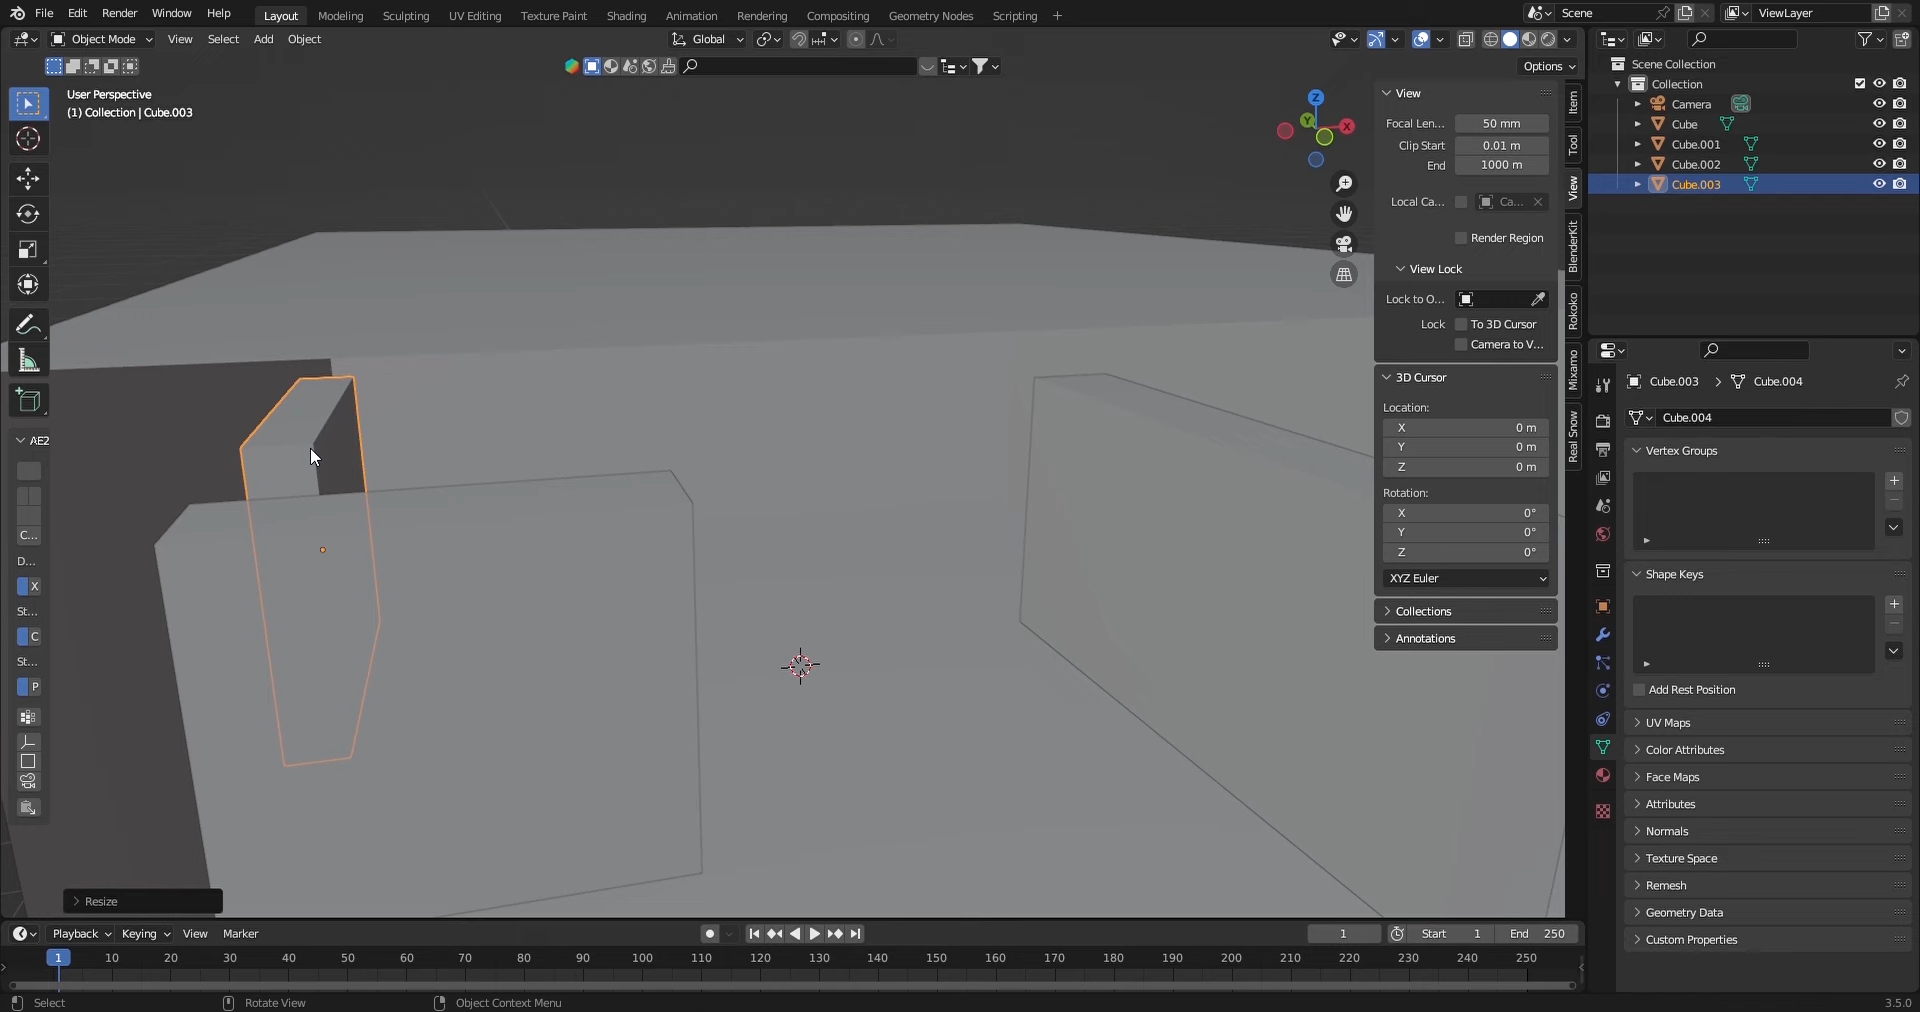 File Edit Render Window Help Layout Modeling Sculpting UV Editing Texture Paint Shading Animation Rendering Compositing Geometry Nodes Scripting + Scene ViewLayer
Object Mode View Select Add Object Global
Options
User Perspective
(1) Collection | Cube.003
Z
Y
X
View
Focal Len... 50 mm
Clip Start 0.01 m
End 1000 m
Local Ca... Ca...
Render Region
View Lock
Lock to O...
Lock To 3D Cursor
Camera to V...
3D Cursor
Location:
X 0 m
Y 0 m
Z 0 m
Rotation:
X 0°
Y 0°
Z 0°
XYZ Euler
Collections
Annotations
Item
Tool
View
BlenderKit
Rokoko
Mixamo
Real Snow
AE2
C...
D...
X
St...
C
St...
P
Resize
Scene Collection
Collection
Camera
Cube
Cube.001
Cube.002
Cube.003
Cube.003 > Cube.004
Cube.004
Vertex Groups
Shape Keys
Add Rest Position
UV Maps
Color Attributes
Face Maps
Attributes
Normals
Texture Space
Remesh
Geometry Data
Custom Properties
Playback Keying View Marker 1 Start 1 End 250
1 10 20 30 40 50 60 70 80 90 100 110 120 130 140 150 160 170 180 190 200 210 220 230 240 250
Select Rotate View Object Context Menu 3.5.0